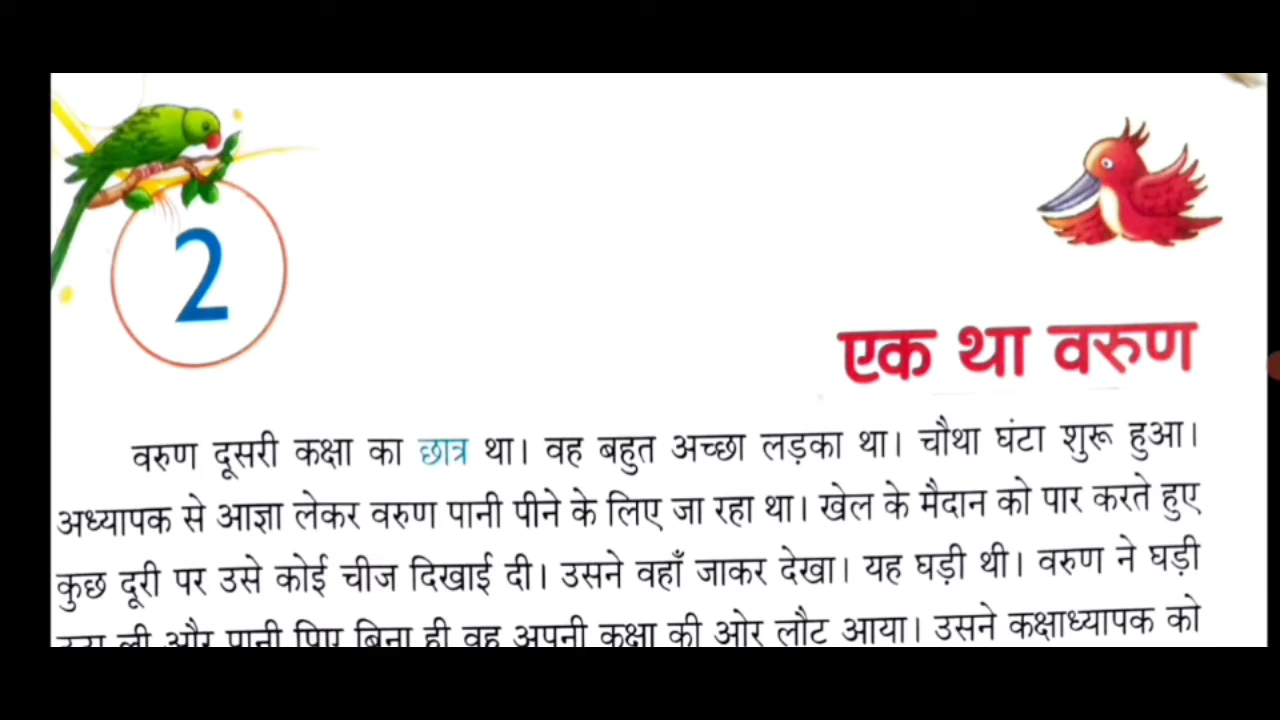 2
एक था वरुण
वरुण दूसरी कक्षा का छात्र था। वह बहुत अच्छा लड़का था। चौथा घंटा शुरू हुआ।
अध्यापक से आज्ञा लेकर वरुण पानी पीने के लिए जा रहा था। खेल के मैदान को पार करते हुए
कुछ दूरी पर उसे कोई चीज दिखाई दी। उसने वहाँ जाकर देखा। यह घड़ी थी। वरुण ने घड़ी
ली और पानी पिए बिना ही वह अपनी कक्षा की ओर लौट आया। उसने कक्षाध्यापक को